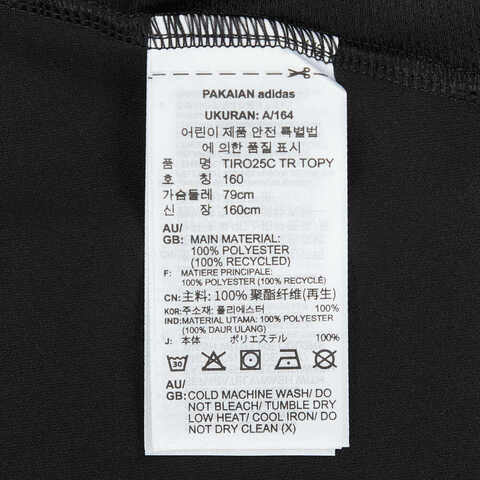 PAKAIAN adidas
UKURAN: A/164
어린이 제품 안전 특별법
에 의한 품질 표시
품 명 TIRO25C TR TOPY
호 칭 160
가슴둘레 79cm
신 장 160cm
AU/
GB: MAIN MATERIAL:
100% POLYESTER
(100% RECYCLED)
F: MATIERE PRINCIPALE:
100% POLYESTER (100% RECYCLÉ)
CN: 主料: 100% 聚酯纤维(再生)
KOR: 주소재: 폴리에스터 100%
IND: MATERIAL UTAMA: 100% POLYESTER
(100% DAUR ULANG)
J: 本体 ポリエステル 100%
30
AU/
GB: COLD MACHINE WASH/ DO
NOT BLEACH/ TUMBLE DRY
LOW HEAT/ COOL IRON/ DO
NOT DRY CLEAN (X)